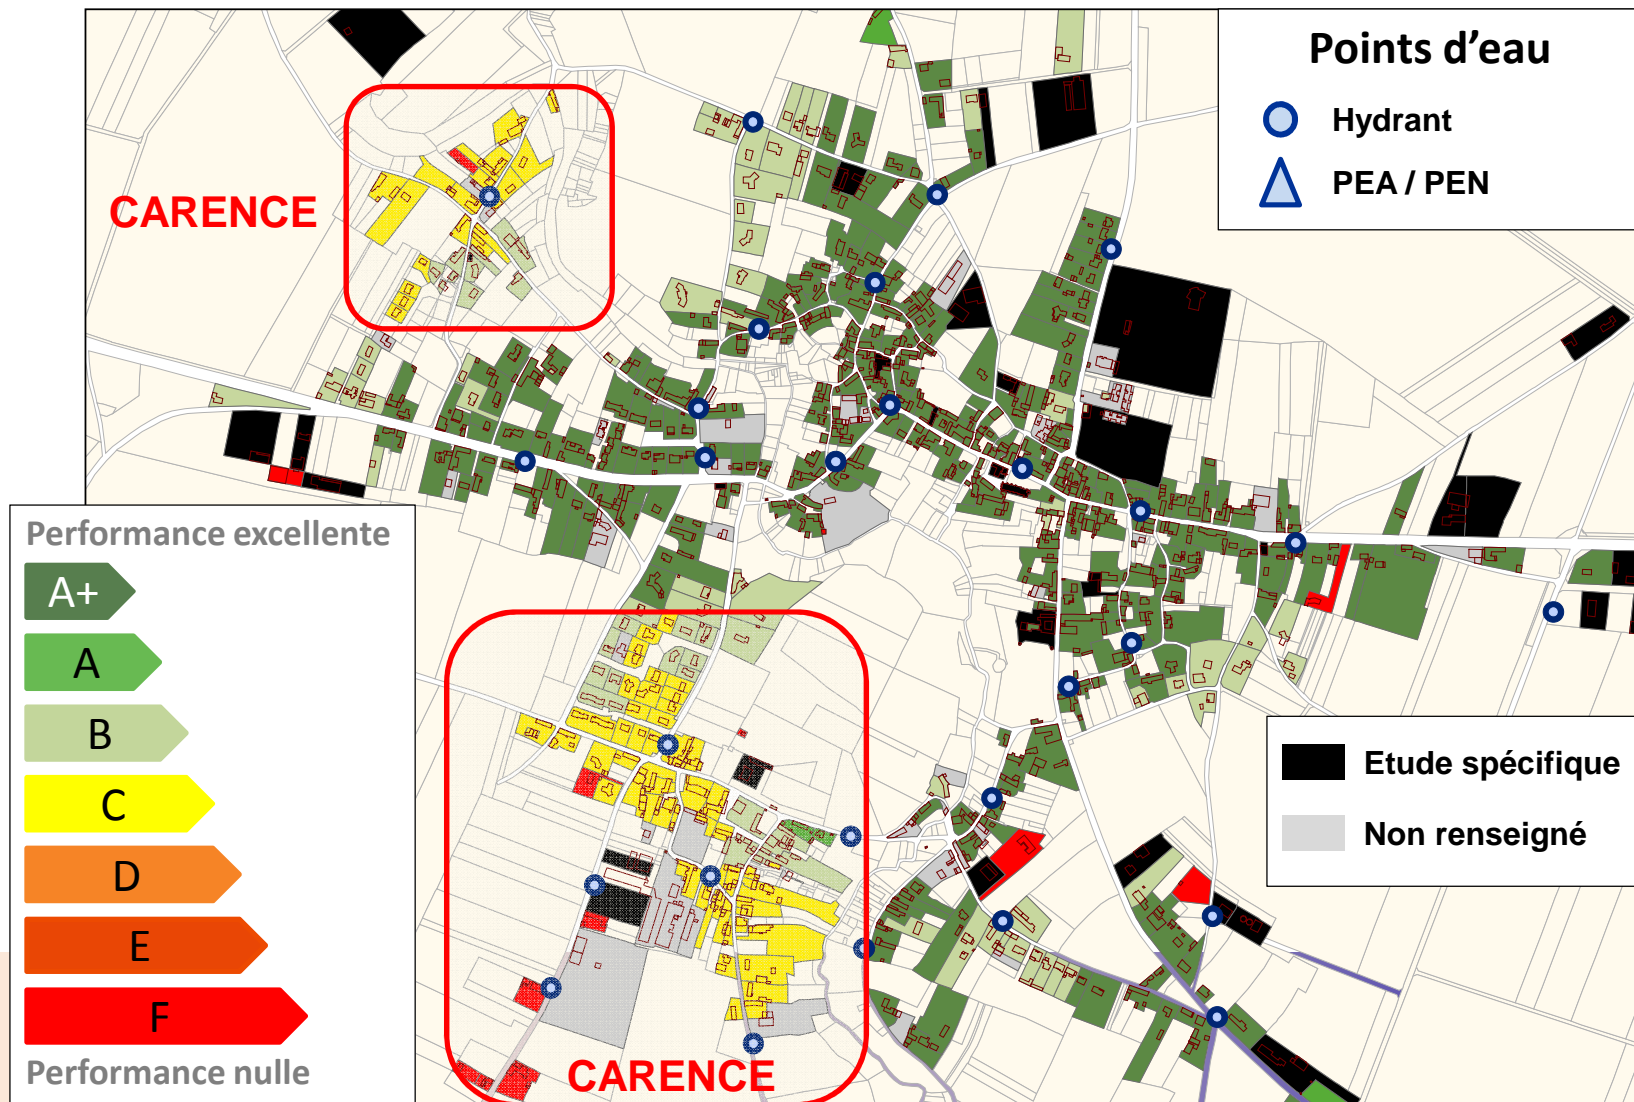 Points d’eau
Hydrant
PEA / PEN
CARENCE
Performance excellente
A+
A
B
C
D
E
F
Performance nulle
Etude spécifique
Non renseigné
CARENCE